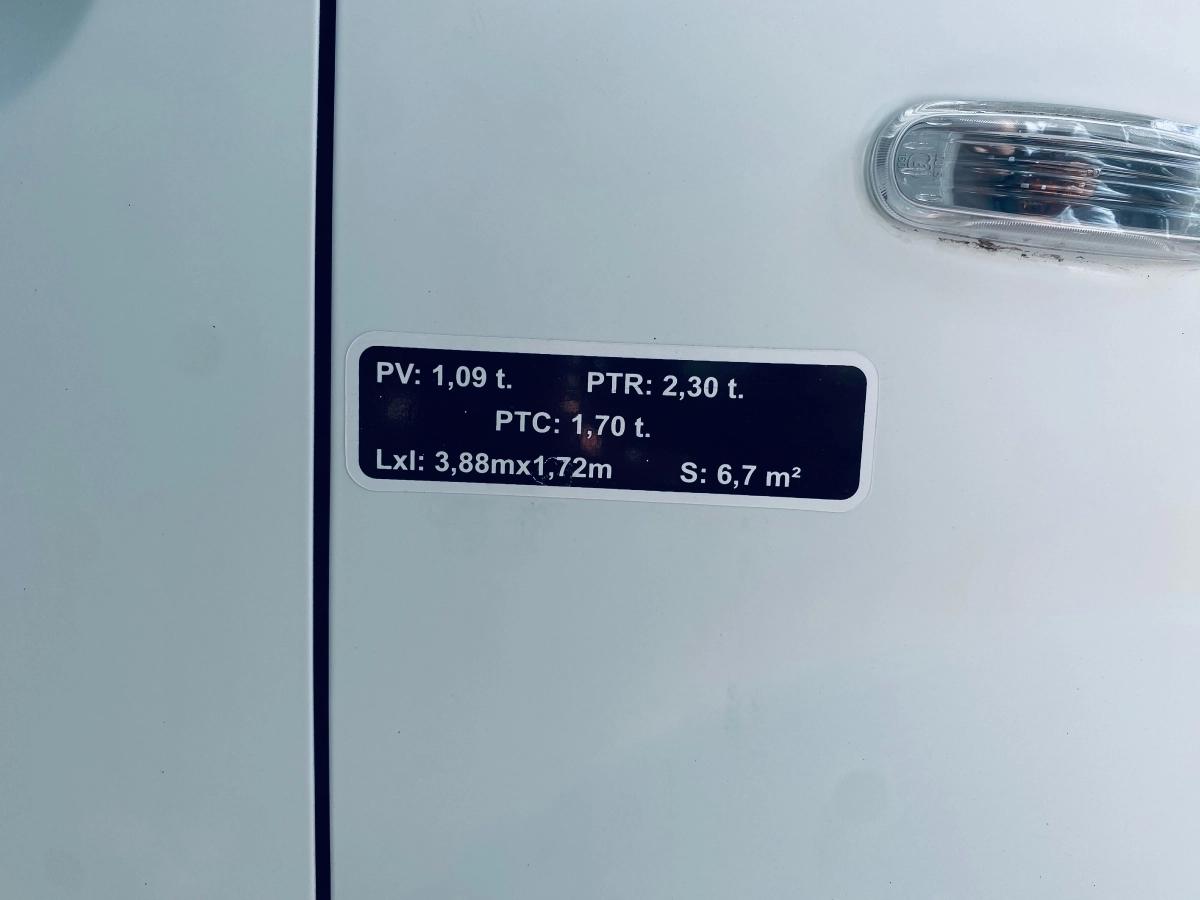 PV: 1,09 t. PTR: 2,30 t.
PTC: 1,70 t.
Lxl: 3,88mx1,72m S: 6,7 m²